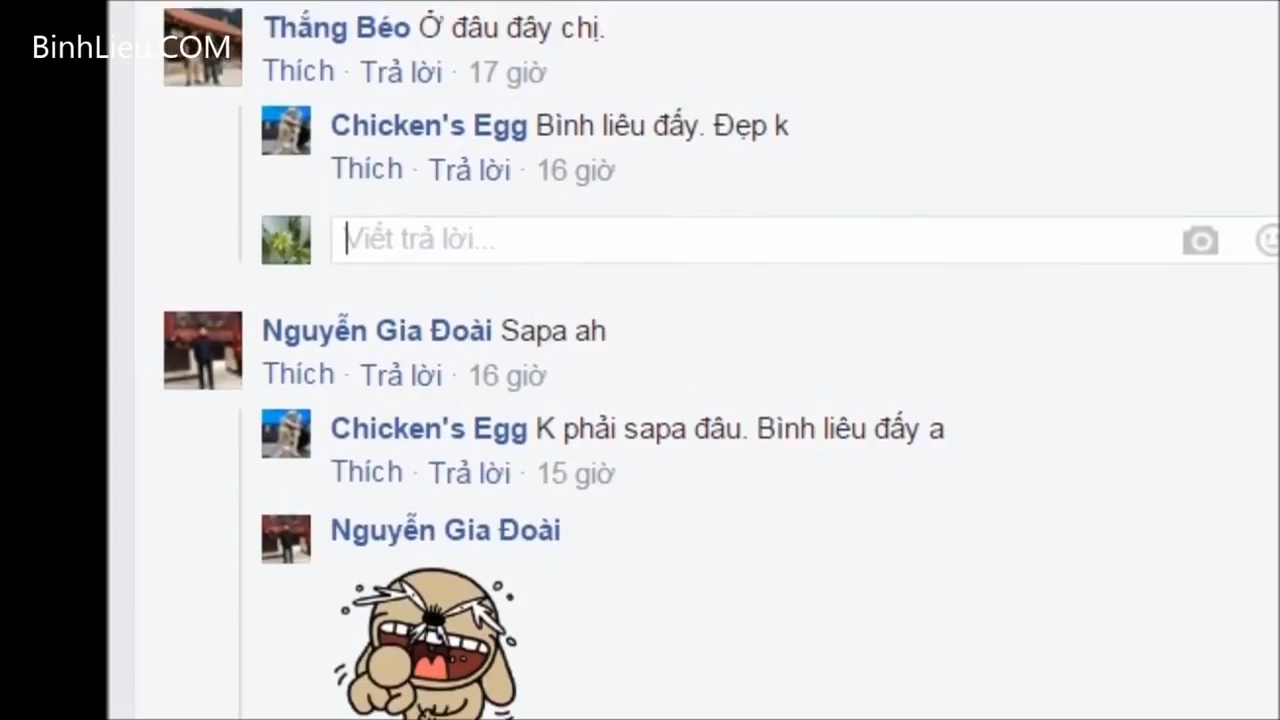 BinhLieu.COM
Thắng Béo Ở đâu đây chị.
Thích · Trả lời · 17 giờ
Chicken's Egg Bình liêu đấy. Đẹp k
Thích · Trả lời · 16 giờ
Viết trả lời...
Nguyễn Gia Đoài Sapa ah
Thích · Trả lời · 16 giờ
Chicken's Egg K phải sapa đâu. Bình liêu đấy a
Thích · Trả lời · 15 giờ
Nguyễn Gia Đoài